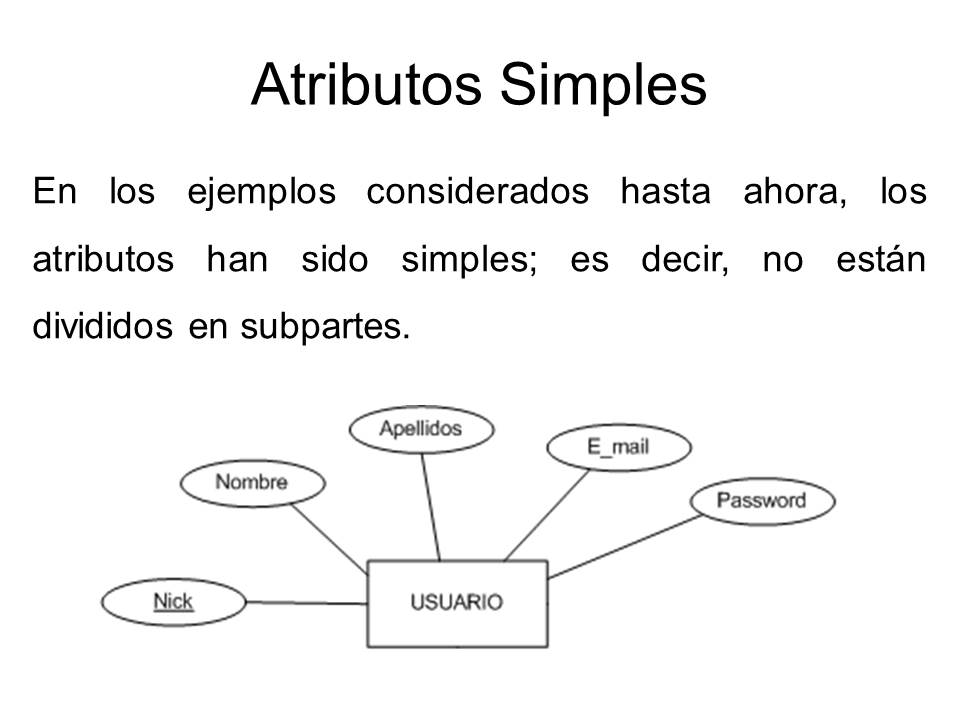 Atributos Simples
En los ejemplos considerados hasta ahora, los
atributos han sido simples; es decir, no están
divididos en subpartes.
Apellidos
E_mail
Nombre
Password
Nick
USUARIO